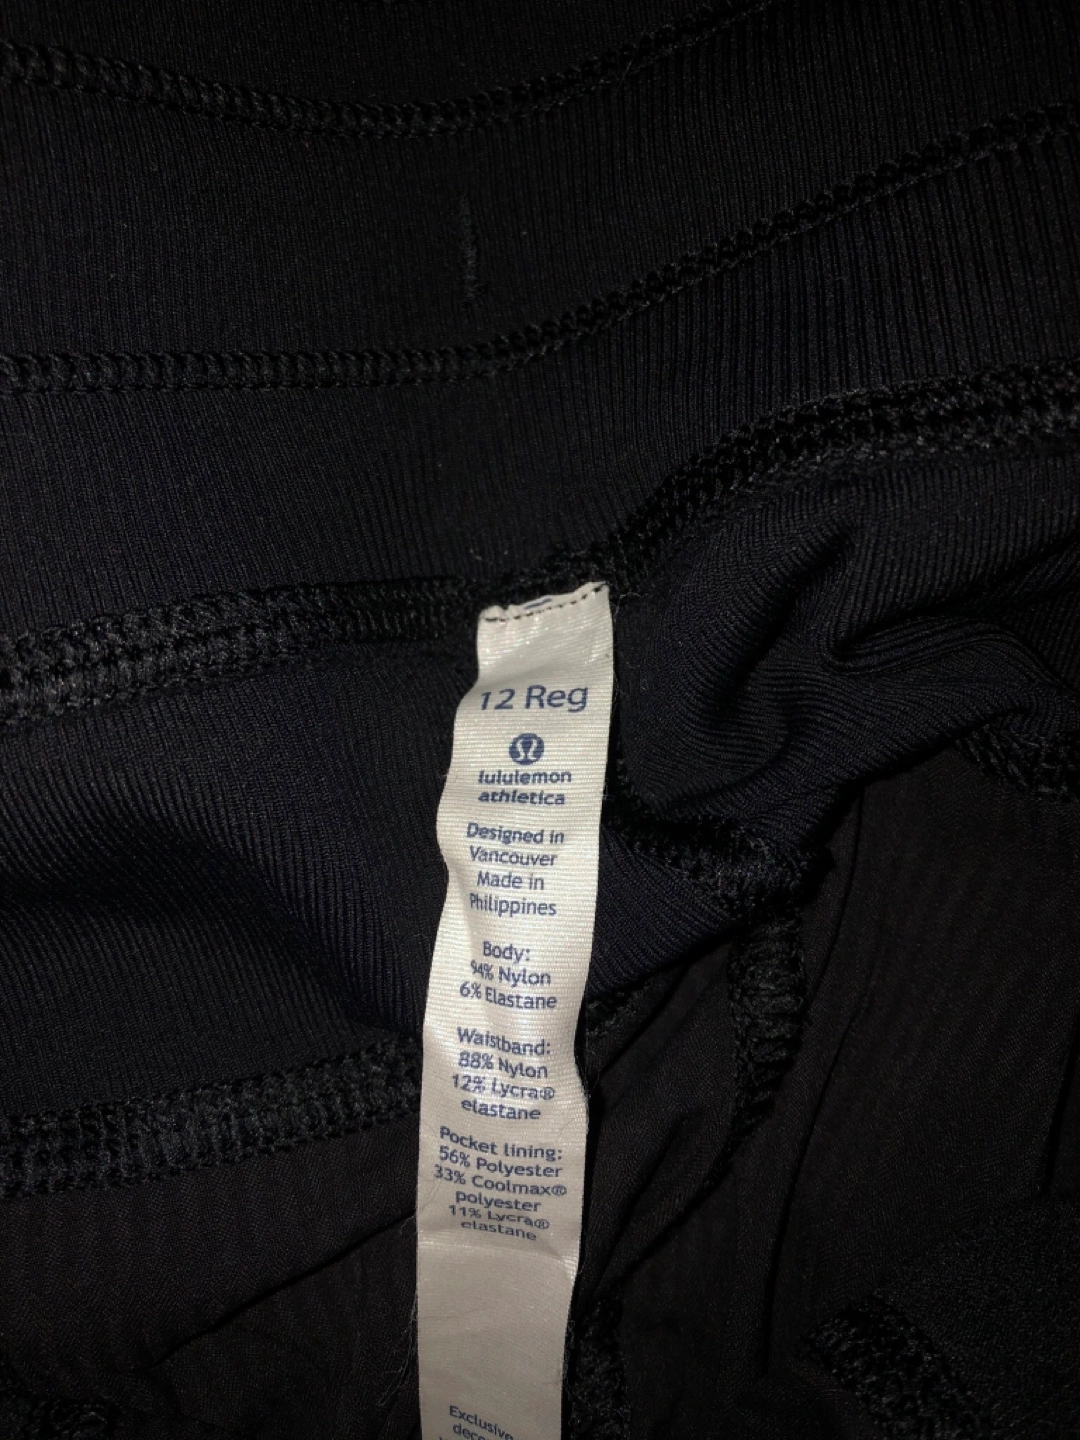 12 Reg
lululemon
athletica
Designed in
Vancouver
Made in
Philippines
Body:
94% Nylon
6% Elastane
Waistband:
88% Nylon
12% Lycra®
elastane
Pocket lining:
56% Polyester
33% Coolmax®
polyester
11% Lycra®
elastane
Exclusive